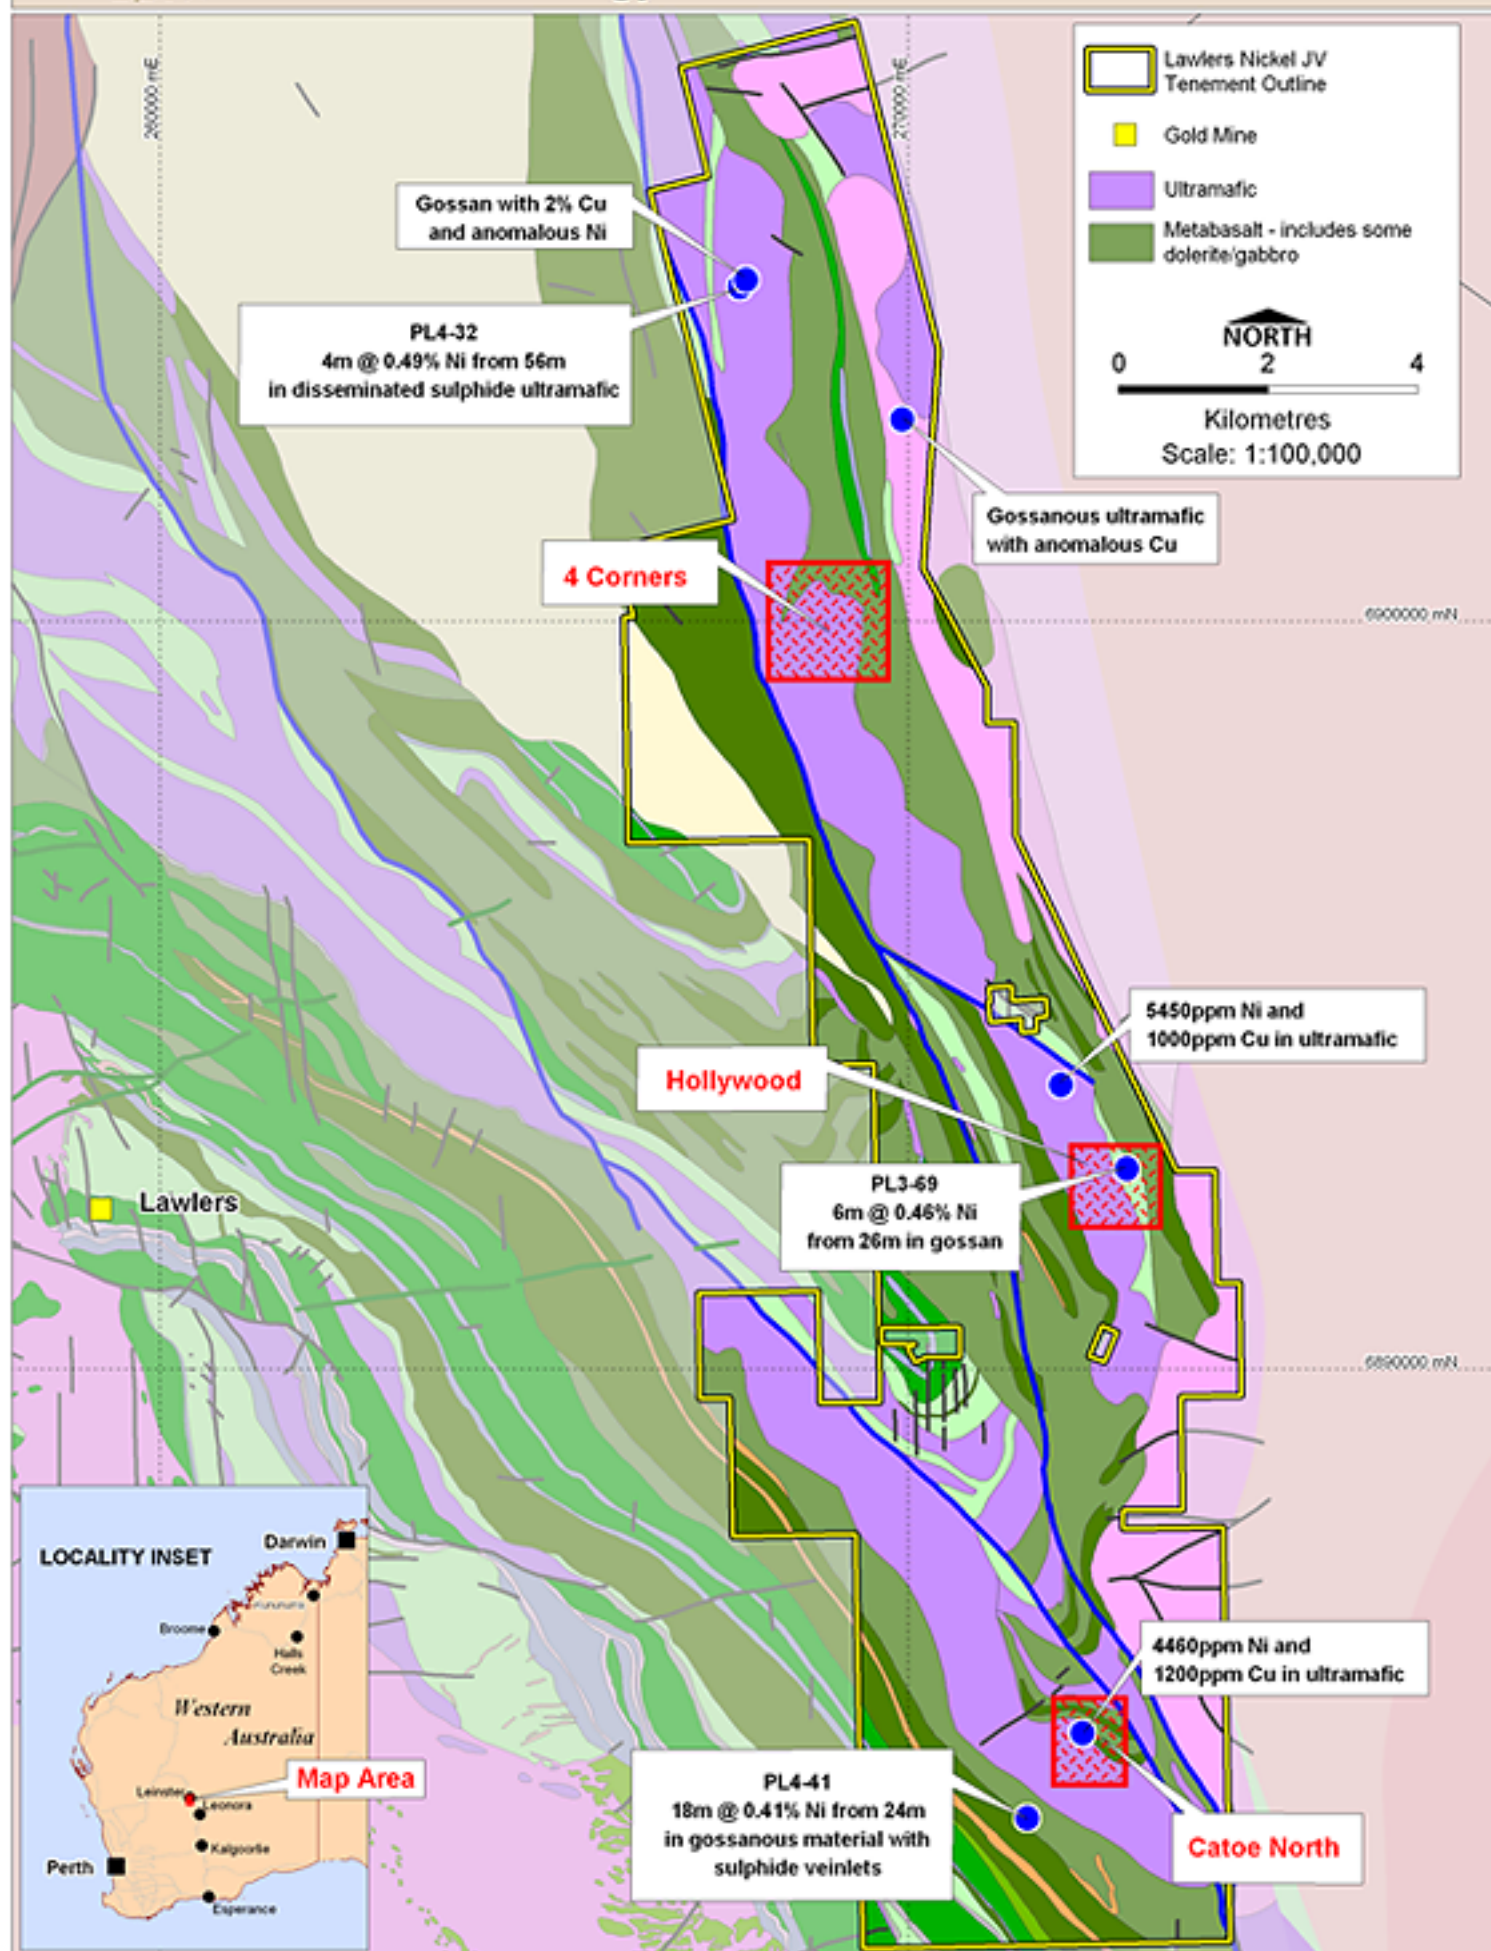 260000 mE
270000 mE
Lawlers Nickel JV
Tenement Outline
Gold Mine
Ultramafic
Metabasalt - includes some
dolerite/gabbro
NORTH
0 2 4
Kilometres
Scale: 1:100,000
Gossan with 2% Cu
and anomalous Ni
PL4-32
4m @ 0.49% Ni from 56m
in disseminated sulphide ultramafic
Gossanous ultramafic
with anomalous Cu
4 Corners
6900000 mN
5450ppm Ni and
1000ppm Cu in ultramafic
Hollywood
PL3-69
6m @ 0.46% Ni
from 26m in gossan
Lawlers
6890000 mN
4460ppm Ni and
1200ppm Cu in ultramafic
PL4-41
18m @ 0.41% Ni from 24m
in gossanous material with
sulphide veinlets
Catoe North
LOCALITY INSET
Darwin
Kununurra
Broome
Halls
Creek
Western
Australia
Map Area
Leinster
Leonora
Kalgoorlie
Perth
Esperance